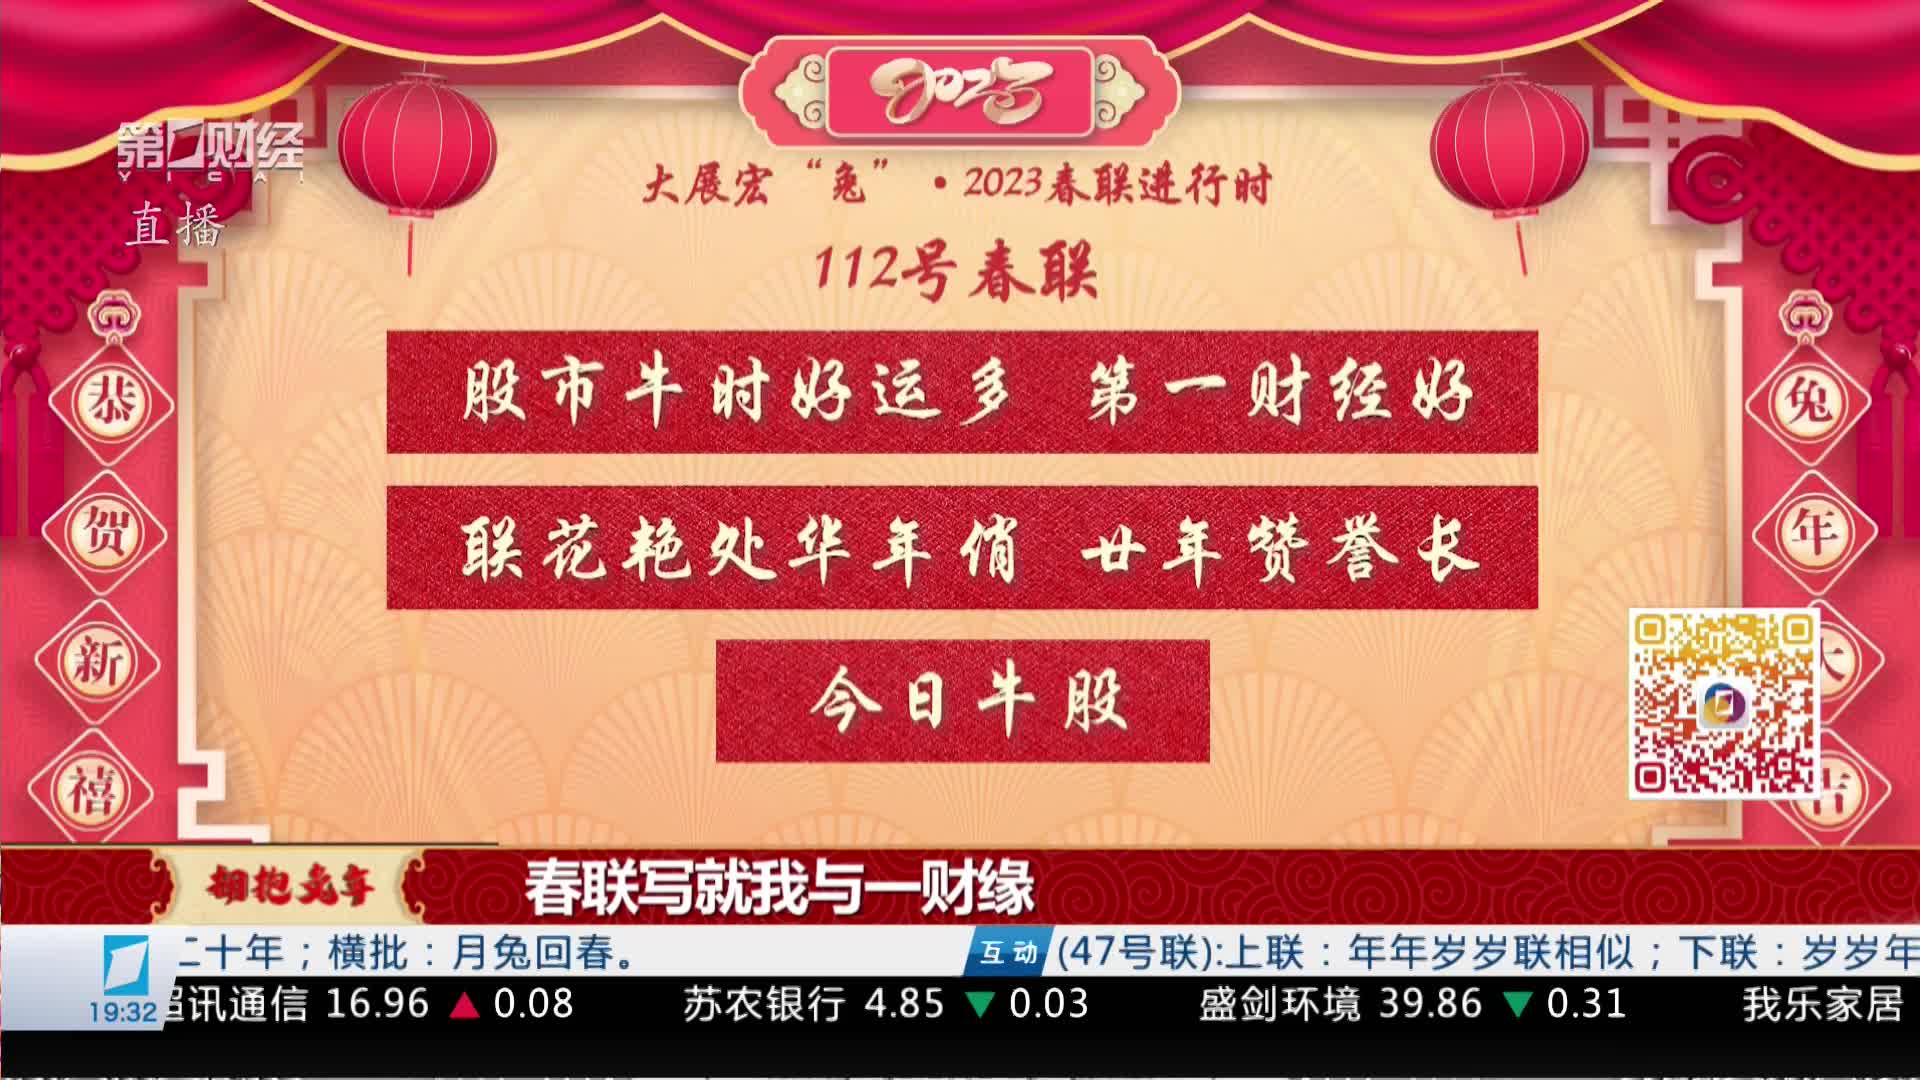 2023
第一财经
YICAI
直播
大展宏“兔”·2023春联进行时
112号春联
股市牛时好运多 第一财经好
联花艳处华年俏 廿年赞誉长
今日牛股
恭贺新禧
兔年大吉
拥抱兔年
春联写就我与一财缘
二十年；横批：月兔回春。 互动 (47号联):上联：年年岁岁联相似；下联：岁岁年
19:32
超讯通信 16.96 ▲ 0.08 苏农银行 4.85 ▼ 0.03 盛剑环境 39.86 ▼ 0.31 我乐家居